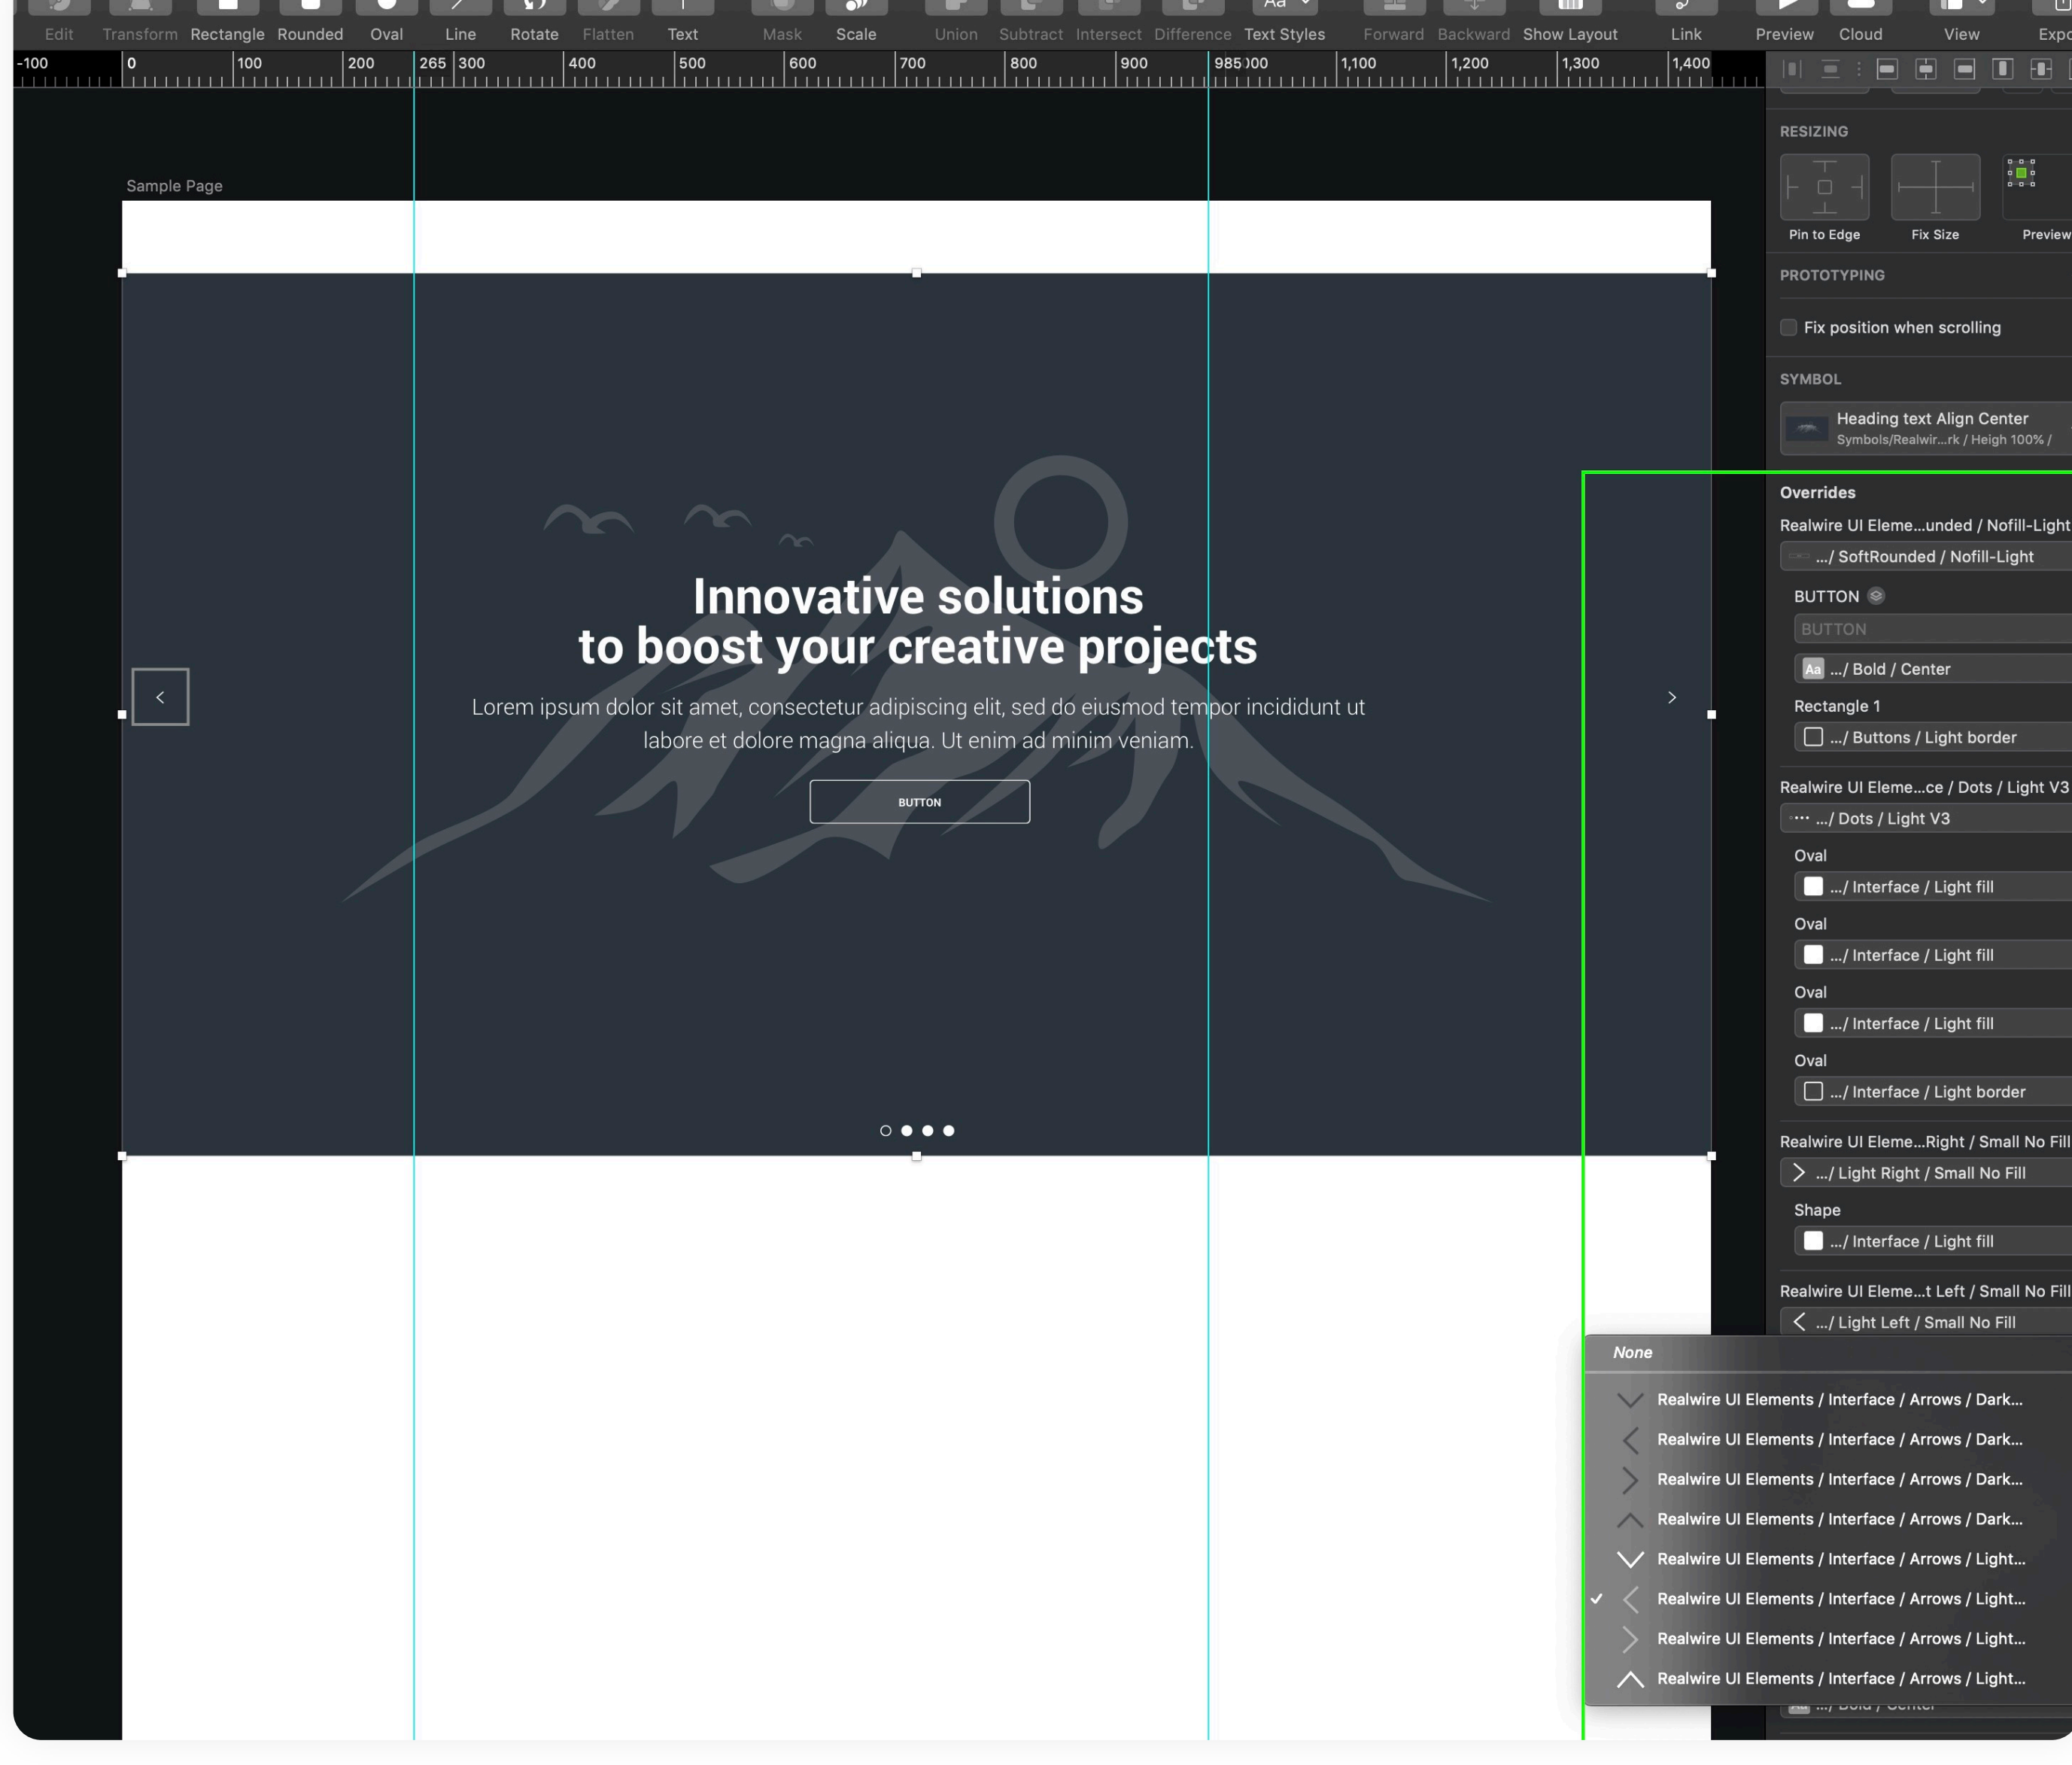 Edit Transform Rectangle Rounded Oval Line Rotate Flatten Text Mask Scale Union Subtract Intersect Difference Text Styles Forward Backward Show Layout Link Preview Cloud View Expo
Aa
-100 0 100 200 265 300 400 500 600 700 800 900 985 000 1,100 1,200 1,300 1,400
Sample Page
Innovative solutions
to boost your creative projects
Lorem ipsum dolor sit amet, consectetur adipiscing elit, sed do eiusmod tempor incididunt ut
labore et dolore magna aliqua. Ut enim ad minim veniam.
BUTTON
RESIZING
Pin to Edge Fix Size Preview
PROTOTYPING
Fix position when scrolling
SYMBOL
Heading text Align Center
Symbols/Realwir...rk / Heigh 100% /
Overrides
Realwire UI Eleme...unded / Nofill-Light
.../ SoftRounded / Nofill-Light
BUTTON
BUTTON
Aa .../ Bold / Center
Rectangle 1
.../ Buttons / Light border
Realwire UI Eleme...ce / Dots / Light V3
.../ Dots / Light V3
Oval
.../ Interface / Light fill
Oval
.../ Interface / Light fill
Oval
.../ Interface / Light fill
Oval
.../ Interface / Light border
Realwire UI Eleme...Right / Small No Fill
.../ Light Right / Small No Fill
Shape
.../ Interface / Light fill
Realwire UI Eleme...t Left / Small No Fill
.../ Light Left / Small No Fill
None
Realwire UI Elements / Interface / Arrows / Dark...
Realwire UI Elements / Interface / Arrows / Dark...
Realwire UI Elements / Interface / Arrows / Dark...
Realwire UI Elements / Interface / Arrows / Dark...
Realwire UI Elements / Interface / Arrows / Light...
Realwire UI Elements / Interface / Arrows / Light...
Realwire UI Elements / Interface / Arrows / Light...
Realwire UI Elements / Interface / Arrows / Light...
.../ Bold / Center